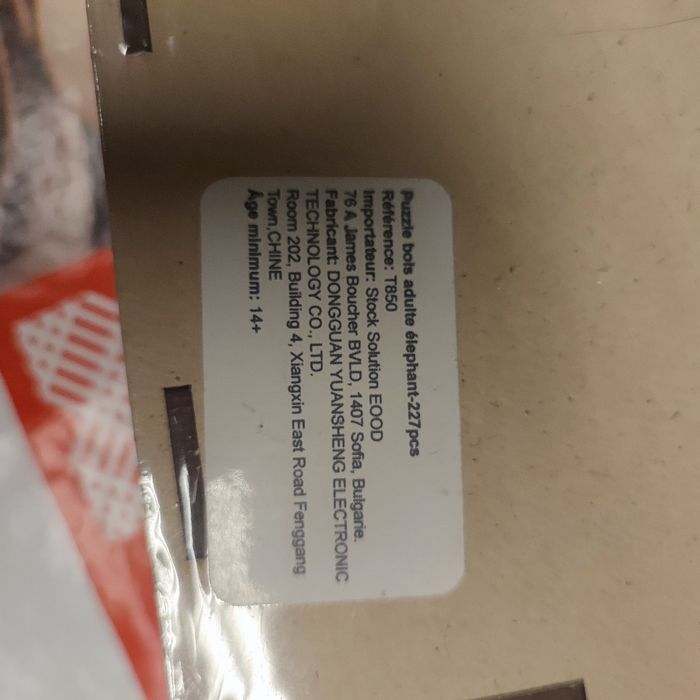 Puzzle bois adulte élephant-227pcs
Référence: T850
Importateur: Stock Solution EOOD
76 A James Boucher BVLD, 1407 Sofia, Bulgarie.
Fabricant: DONGGUAN YUANSHENG ELECTRONIC
TECHNOLOGY CO., LTD.
Room 202, Building 4, Xiangxin East Road Fenggang
Town,CHINE
Âge minimum: 14+